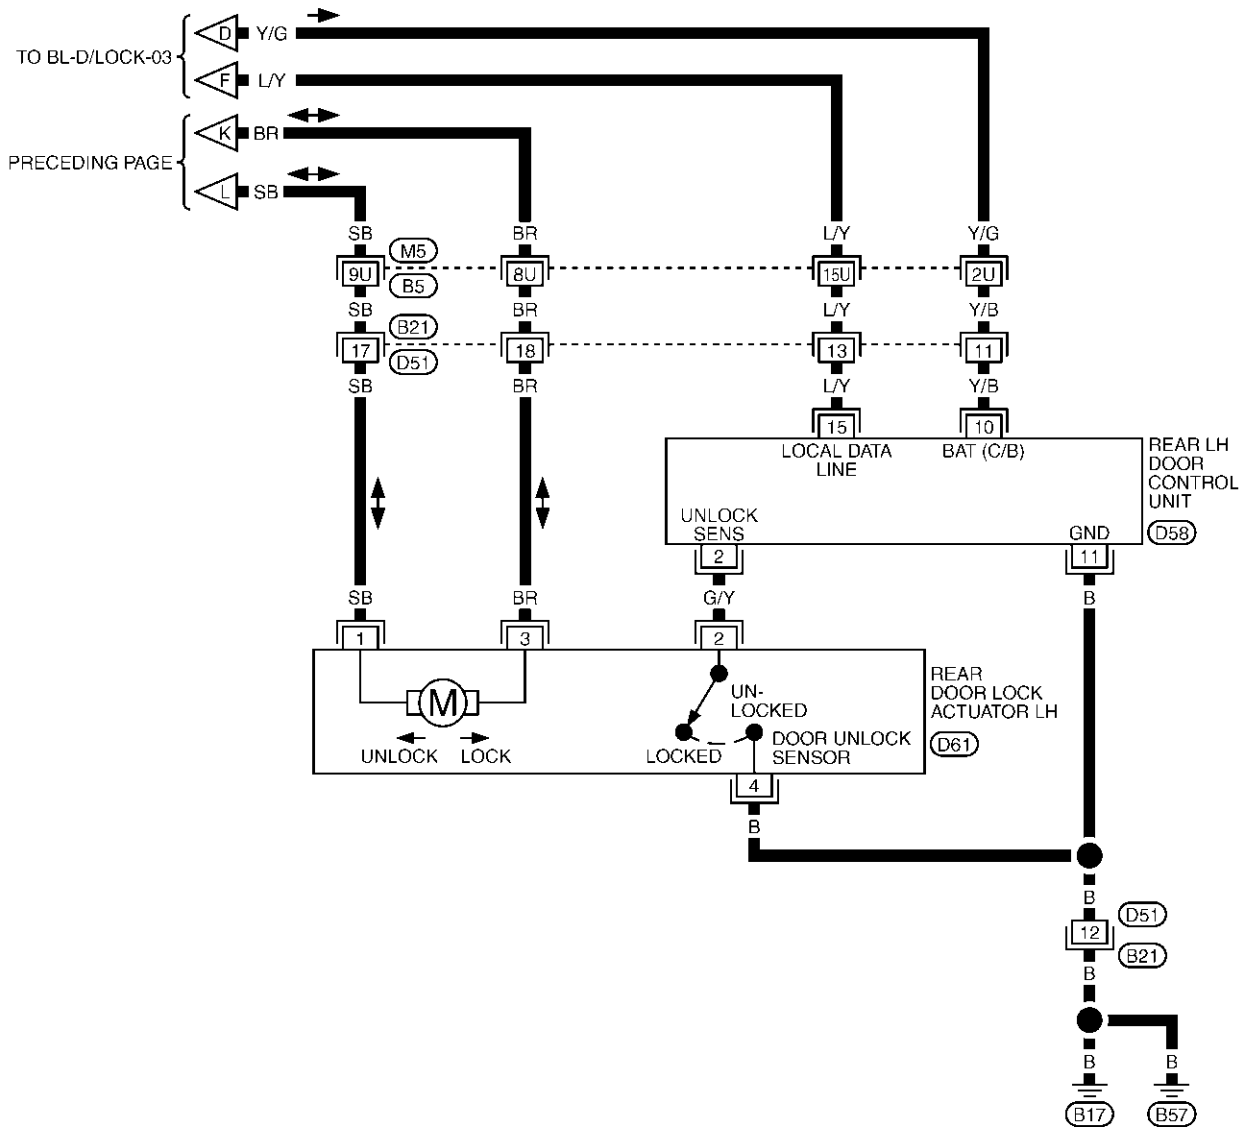 TO BL-D/LOCK-03
D Y/G
F L/Y
PRECEDING PAGE
K BR
L SB
SB BR L/Y Y/G
M5
9U 8U 15U 2U
B5
SB BR L/Y Y/B
B21
17 18 13 11
D51
SB BR L/Y Y/B
15 10
LOCAL DATA
LINE
BAT (C/B)
REAR LH
DOOR
CONTROL
UNIT
D58
UNLOCK
SENS
GND
2 11
SB BR G/Y B
1 3 2
M
UNLOCK LOCK
UN-
LOCKED
LOCKED
DOOR UNLOCK
SENSOR
REAR
DOOR LOCK
ACTUATOR LH
D61
4
B
B
D51
12
B21
B
B B
B17 B57